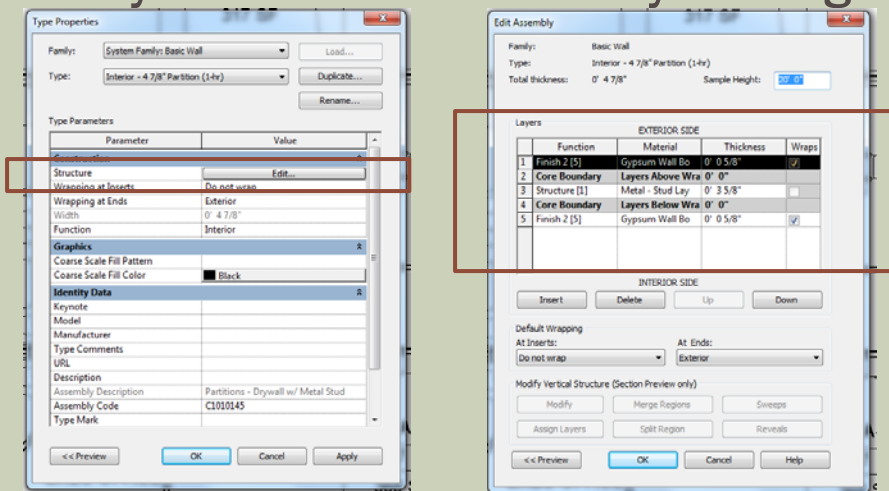 Type Properties
Family: System Family: Basic Wall Load...
Type: Interior - 4 7/8" Partition (1-hr) Duplicate...
Rename...
Type Parameters
Parameter Value
Structure Edit...
Wrapping at Inserts Do not wrap
Wrapping at Ends Exterior
Width 0' 4 7/8"
Function Interior
Graphics
Coarse Scale Fill Pattern
Coarse Scale Fill Color Black
Identity Data
Keynote
Model
Manufacturer
Type Comments
URL
Description
Assembly Description Partitions - Drywall w/ Metal Stud
Assembly Code C1010145
Type Mark
<< Preview OK Cancel Apply
Edit Assembly
Family: Basic Wall
Type: Interior - 4 7/8" Partition (1-hr)
Total thickness: 0' 4 7/8" Sample Height: 20' 0"
Layers
EXTERIOR SIDE
Function Material Thickness Wraps
1 Finish 2 [5] Gypsum Wall Bo 0' 0 5/8"
2 Core Boundary Layers Above Wra 0' 0"
3 Structure [1] Metal - Stud Lay 0' 3 5/8"
4 Core Boundary Layers Below Wra 0' 0"
5 Finish 2 [5] Gypsum Wall Bo 0' 0 5/8"
INTERIOR SIDE
Insert Delete Up Down
Default Wrapping
At Inserts: At Ends:
Do not wrap Exterior
Modify Vertical Structure (Section Preview only)
Modify Merge Regions Sweeps
Assign Layers Split Region Reveals
<< Preview OK Cancel Help